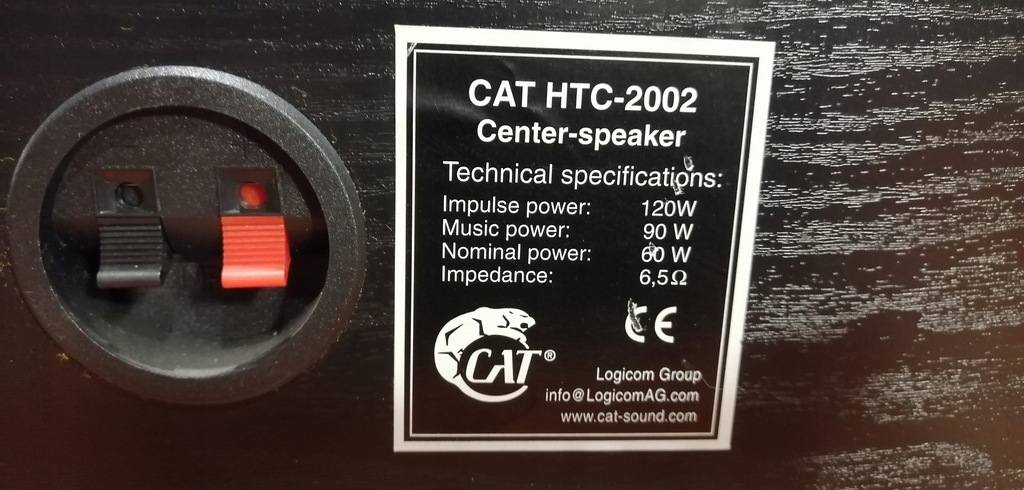 CAT HTC-2002
Center-speaker
Technical specifications:
Impulse power: 120W
Music power: 90 W
Nominal power: 60 W
Impedance: 6,5Ω
CE
CAT®
Logicom Group
info@LogicomAG.com
www.cat-sound.com